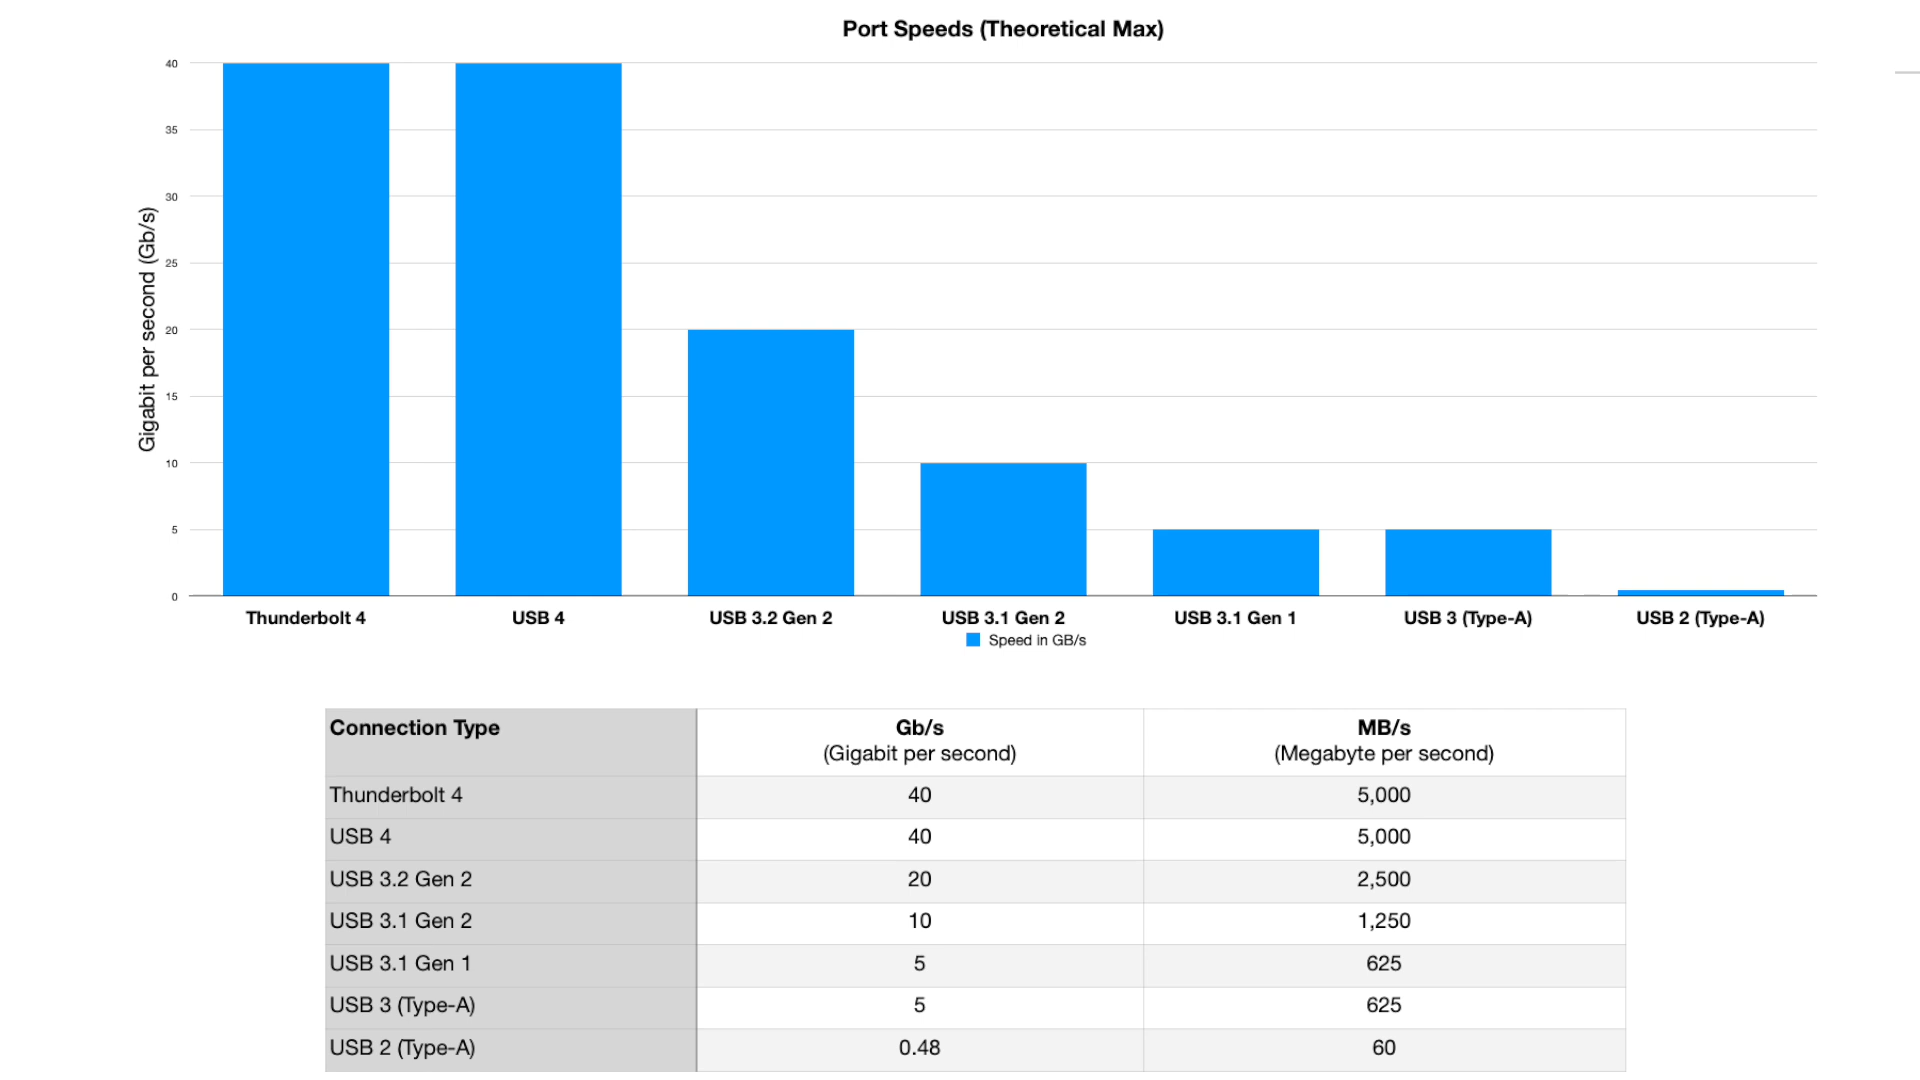 Port Speeds (Theoretical Max)
Gigabit per second (Gb/s)
40
35
30
25
20
15
10
5
0
Thunderbolt 4 USB 4 USB 3.2 Gen 2 USB 3.1 Gen 2 USB 3.1 Gen 1 USB 3 (Type-A) USB 2 (Type-A)
Speed in GB/s
Connection Type Gb/s MB/s
(Gigabit per second) (Megabyte per second)
Thunderbolt 4 40 5,000
USB 4 40 5,000
USB 3.2 Gen 2 20 2,500
USB 3.1 Gen 2 10 1,250
USB 3.1 Gen 1 5 625
USB 3 (Type-A) 5 625
USB 2 (Type-A) 0.48 60